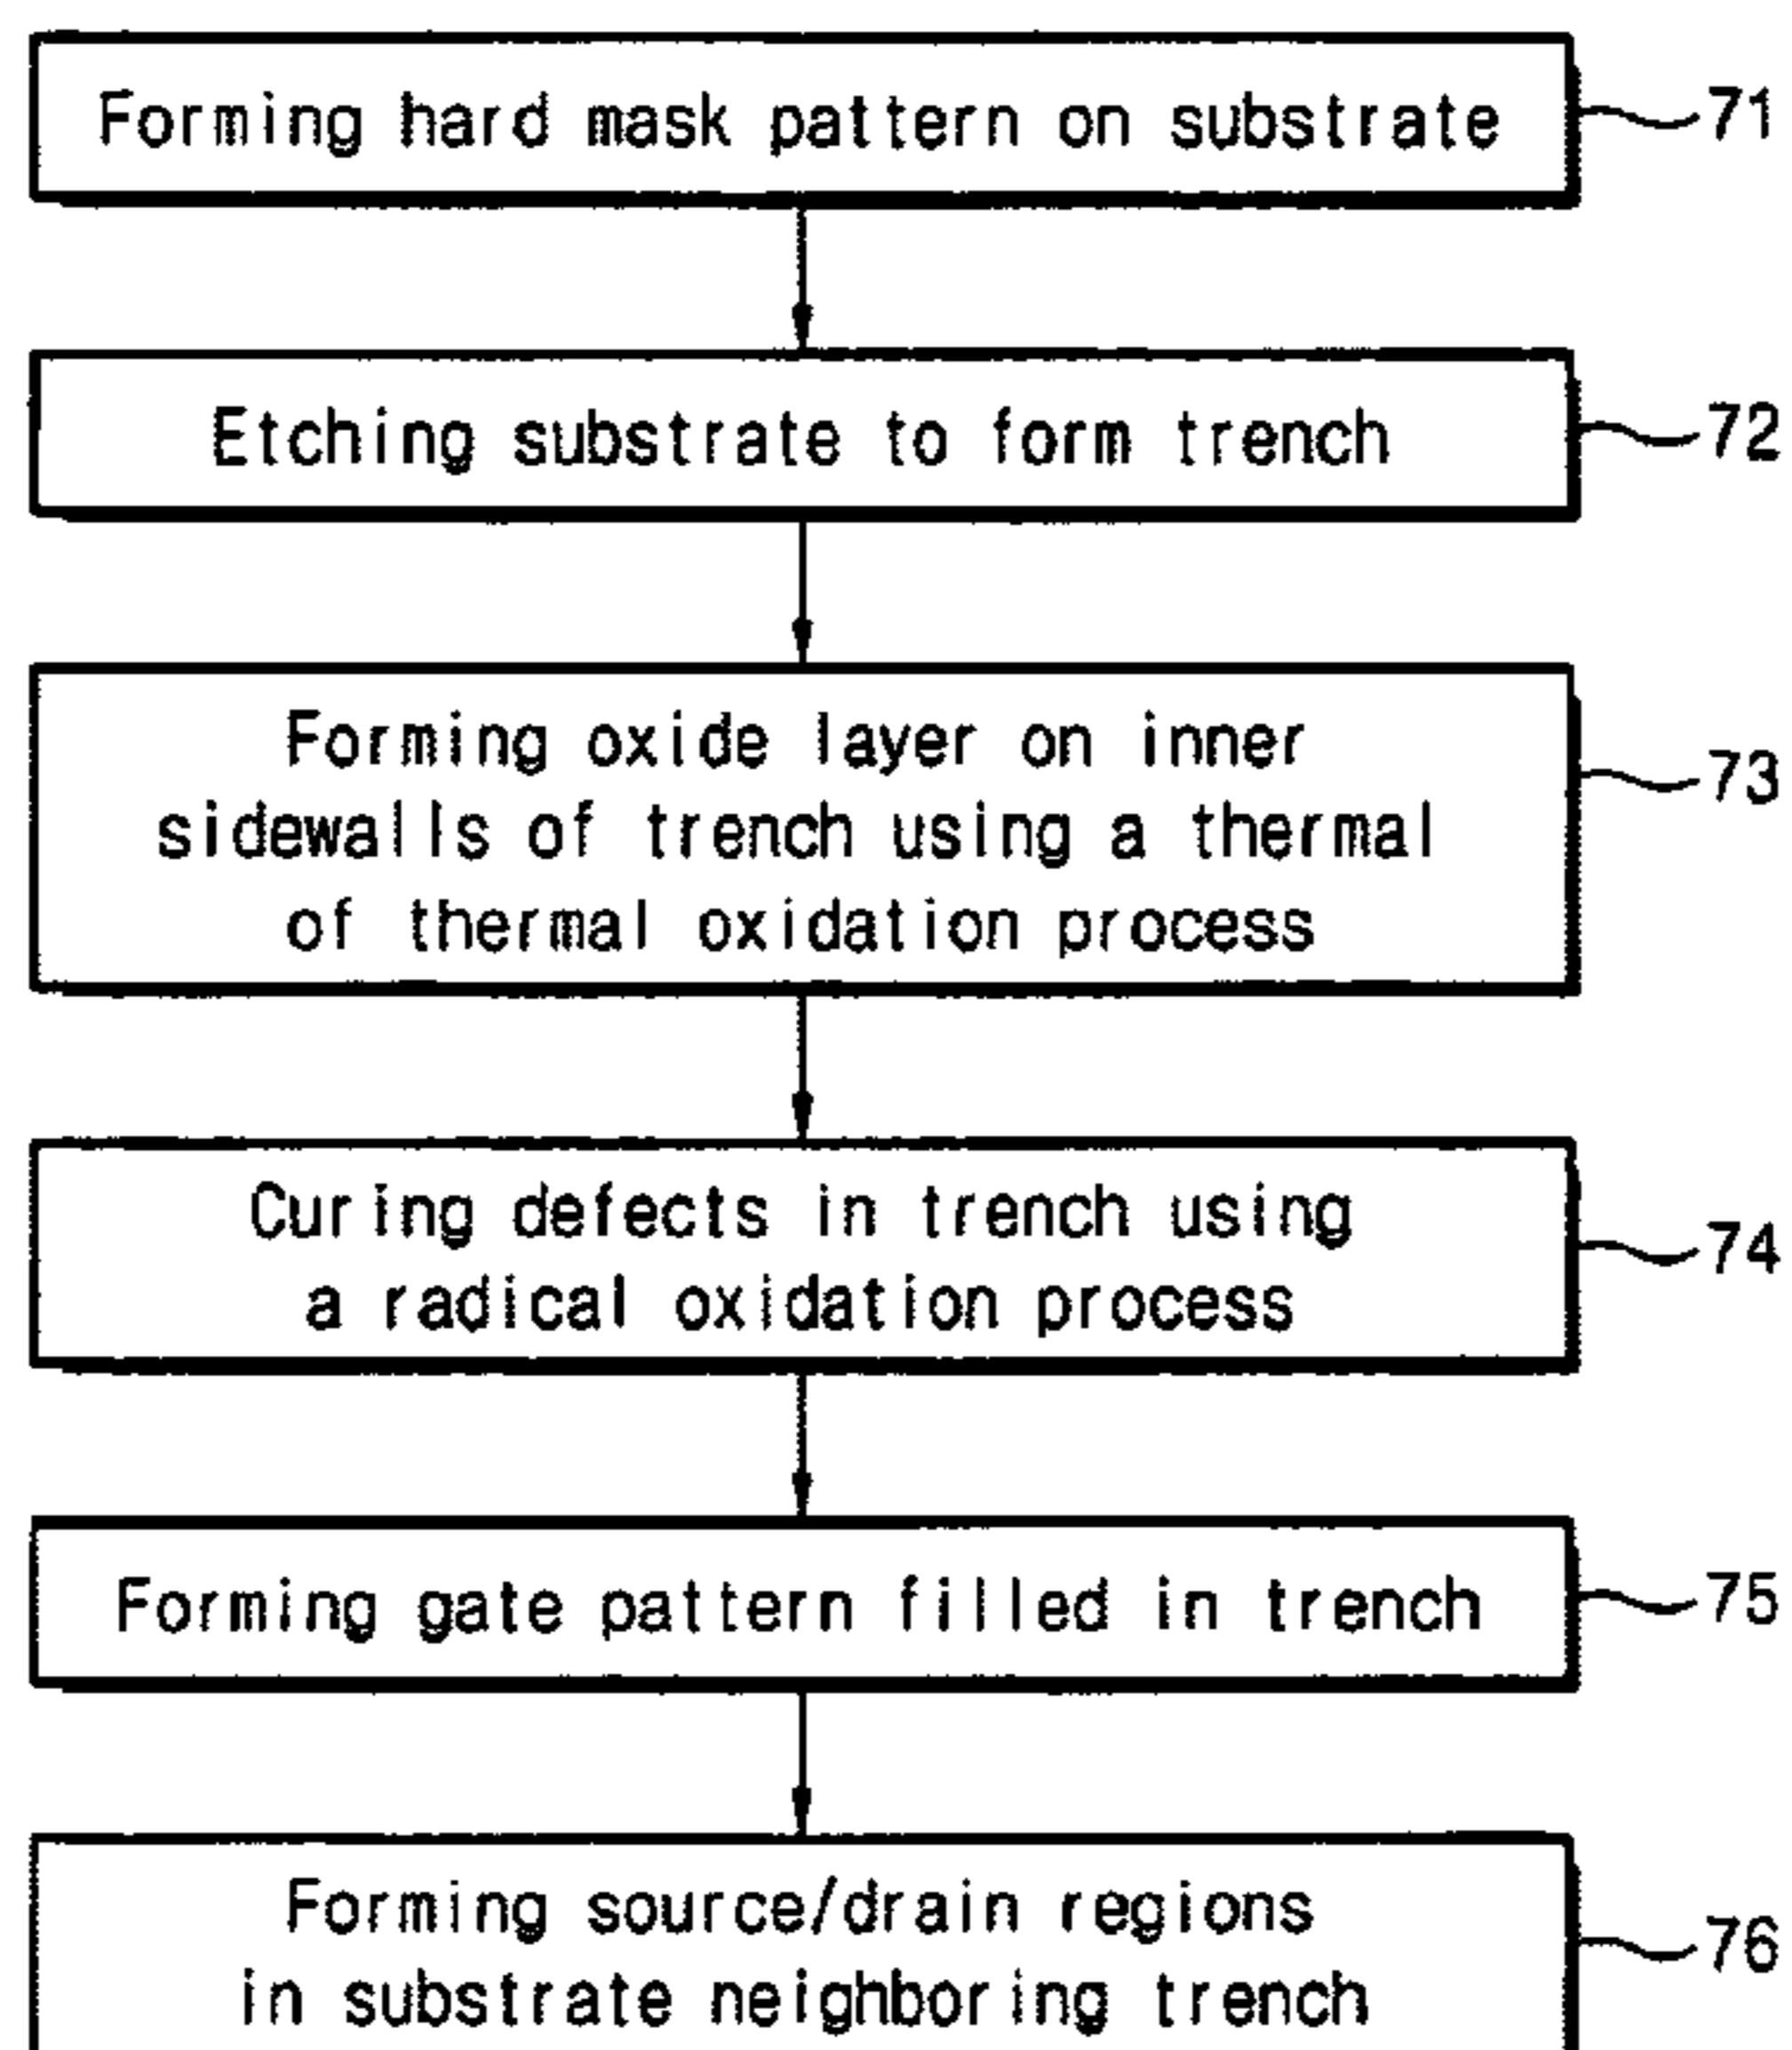 Forming hard mask pattern on substrate
71
Etching substrate to form trench
72
Forming oxide layer on inner
sidewalls of trench using a thermal
of thermal oxidation process
73
Curing defects in trench using
a radical oxidation process
74
Forming gate pattern filled in trench
75
Forming source/drain regions
in substrate neighboring trench
76